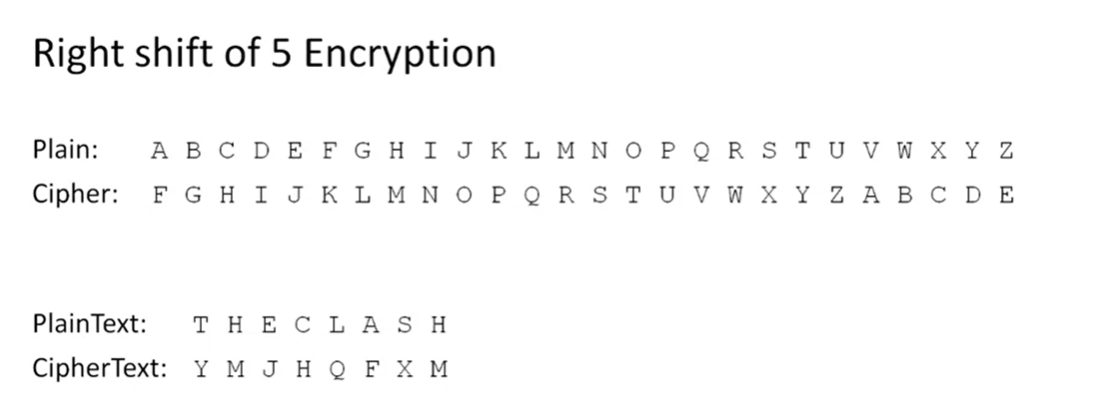 Right shift of 5 Encryption
Plain: A B C D E F G H I J K L M N O P Q R S T U V W X Y Z
Cipher: F G H I J K L M N O P Q R S T U V W X Y Z A B C D E
PlainText: T H E C L A S H
CipherText: Y M J H Q F X M